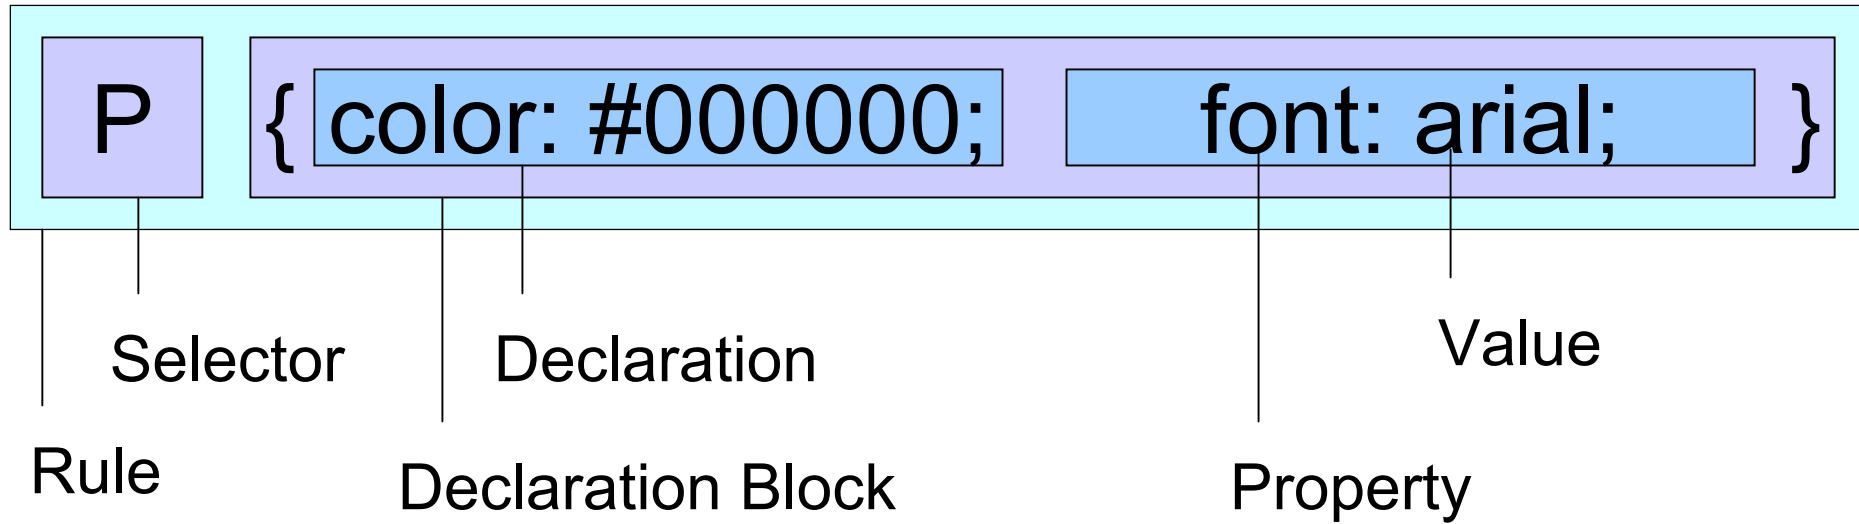 P { color: #000000; font: arial; }
Selector Declaration Value
Rule Declaration Block Property